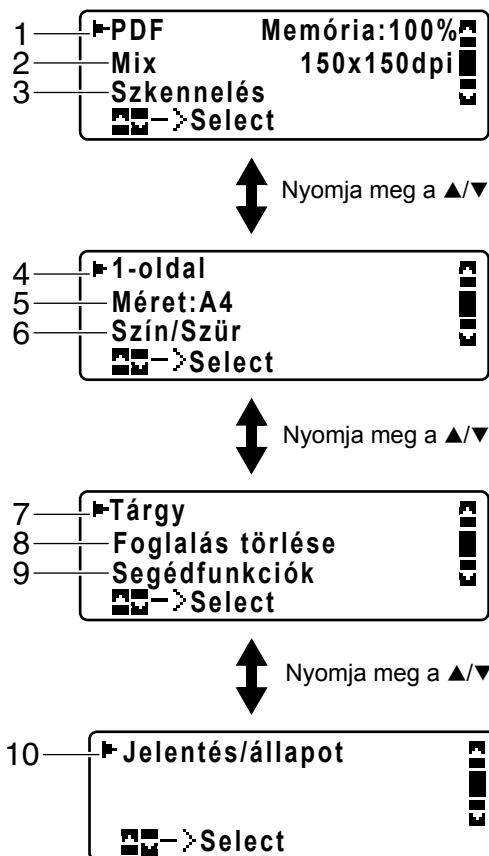 1 PDF Memória:100%
2 Mix 150x150dpi
3 Szkennelés
–>Select
Nyomja meg a ▲/▼
4 1-oldal
5 Méret:A4
6 Szín/Szür
–>Select
Nyomja meg a ▲/▼
7 Tárgy
8 Foglalás törlése
9 Segédfunkciók
–>Select
Nyomja meg a ▲/▼
10 Jelentés/állapot
–>Select